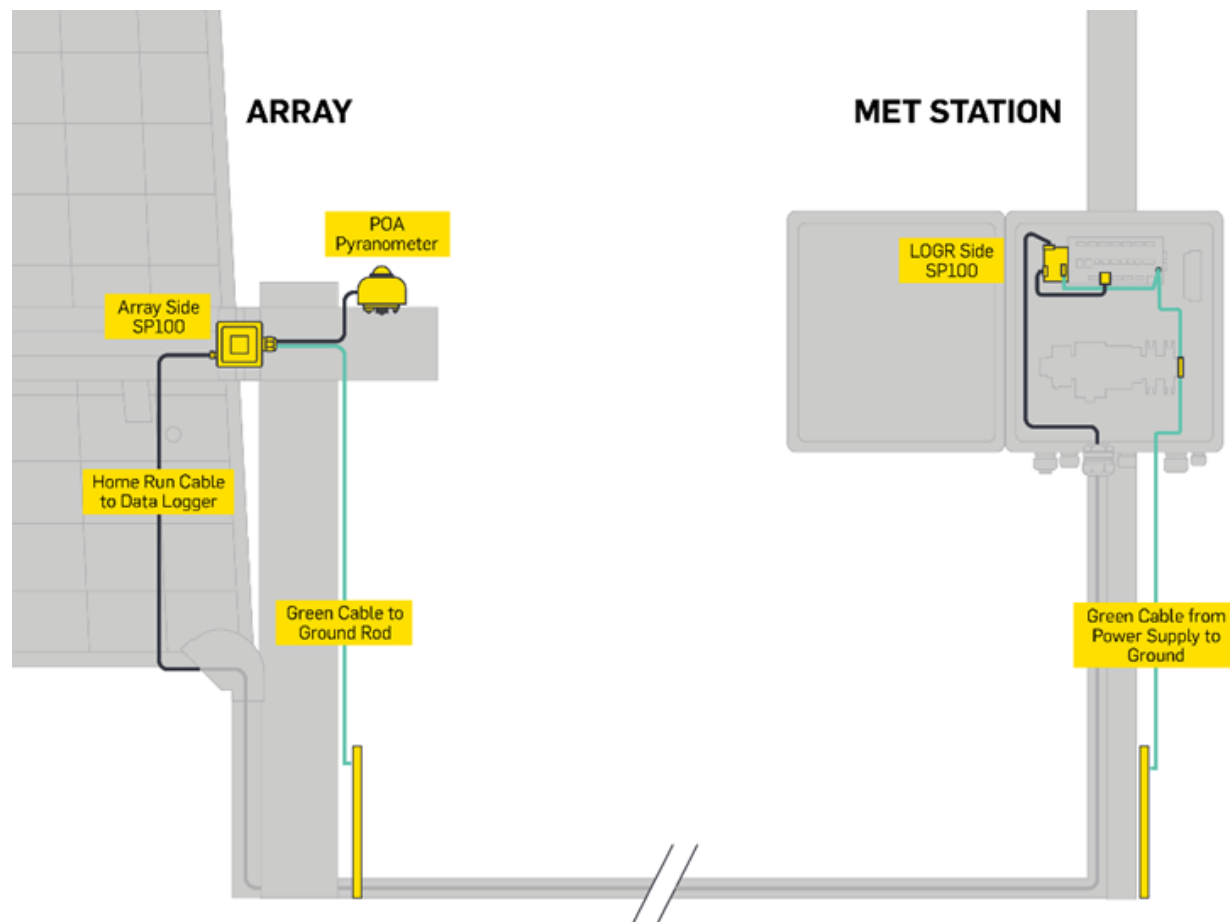 ARRAY
MET STATION
POA
Pyranometer
LOGR Side
SP100
Array Side
SP100
Home Run Cable
to Data Logger
Green Cable to
Ground Rod
Green Cable from
Power Supply to
Ground